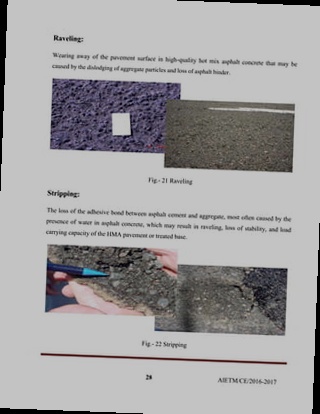 Raveling:
Wearing away of the pavement surface in high-quality hot mix asphalt concrete that may be
caused by the dislodging of aggregate particles and loss of asphalt binder.
Fig.- 21 Raveling
Stripping:
The loss of the adhesive bond between asphalt cement and aggregate, most often caused by the
presence of water in asphalt concrete, which may result in raveling, loss of stability, and load
carrying capacity of the HMA pavement or treated base.
Fig.- 22 Stripping
28
AIETM/CE/2016-2017